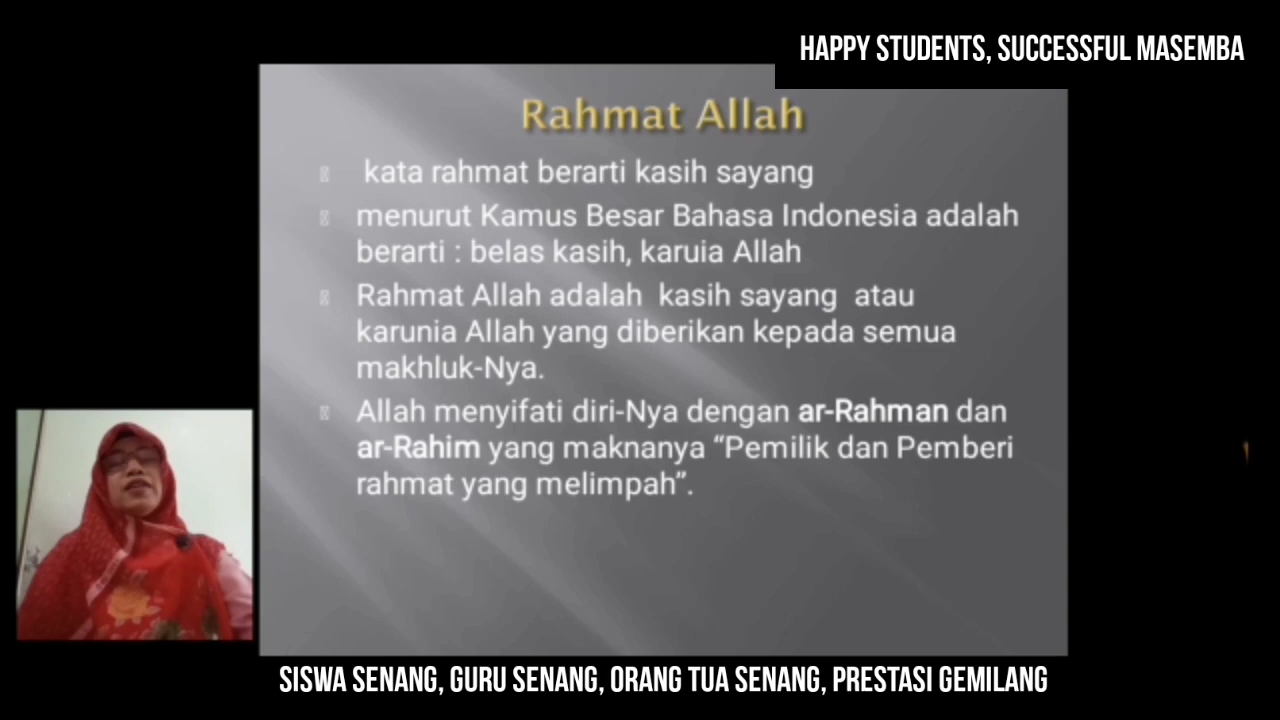 HAPPY STUDENTS, SUCCESSFUL MASEMBA
Rahmat Allah
kata rahmat berarti kasih sayang
menurut Kamus Besar Bahasa Indonesia adalah
berarti : belas kasih, karuia Allah
Rahmat Allah adalah kasih sayang atau
karunia Allah yang diberikan kepada semua
makhluk-Nya.
Allah menyifati diri-Nya dengan ar-Rahman dan
ar-Rahim yang maknanya “Pemilik dan Pemberi
rahmat yang melimpah”.
SISWA SENANG, GURU SENANG, ORANG TUA SENANG, PRESTASI GEMILANG